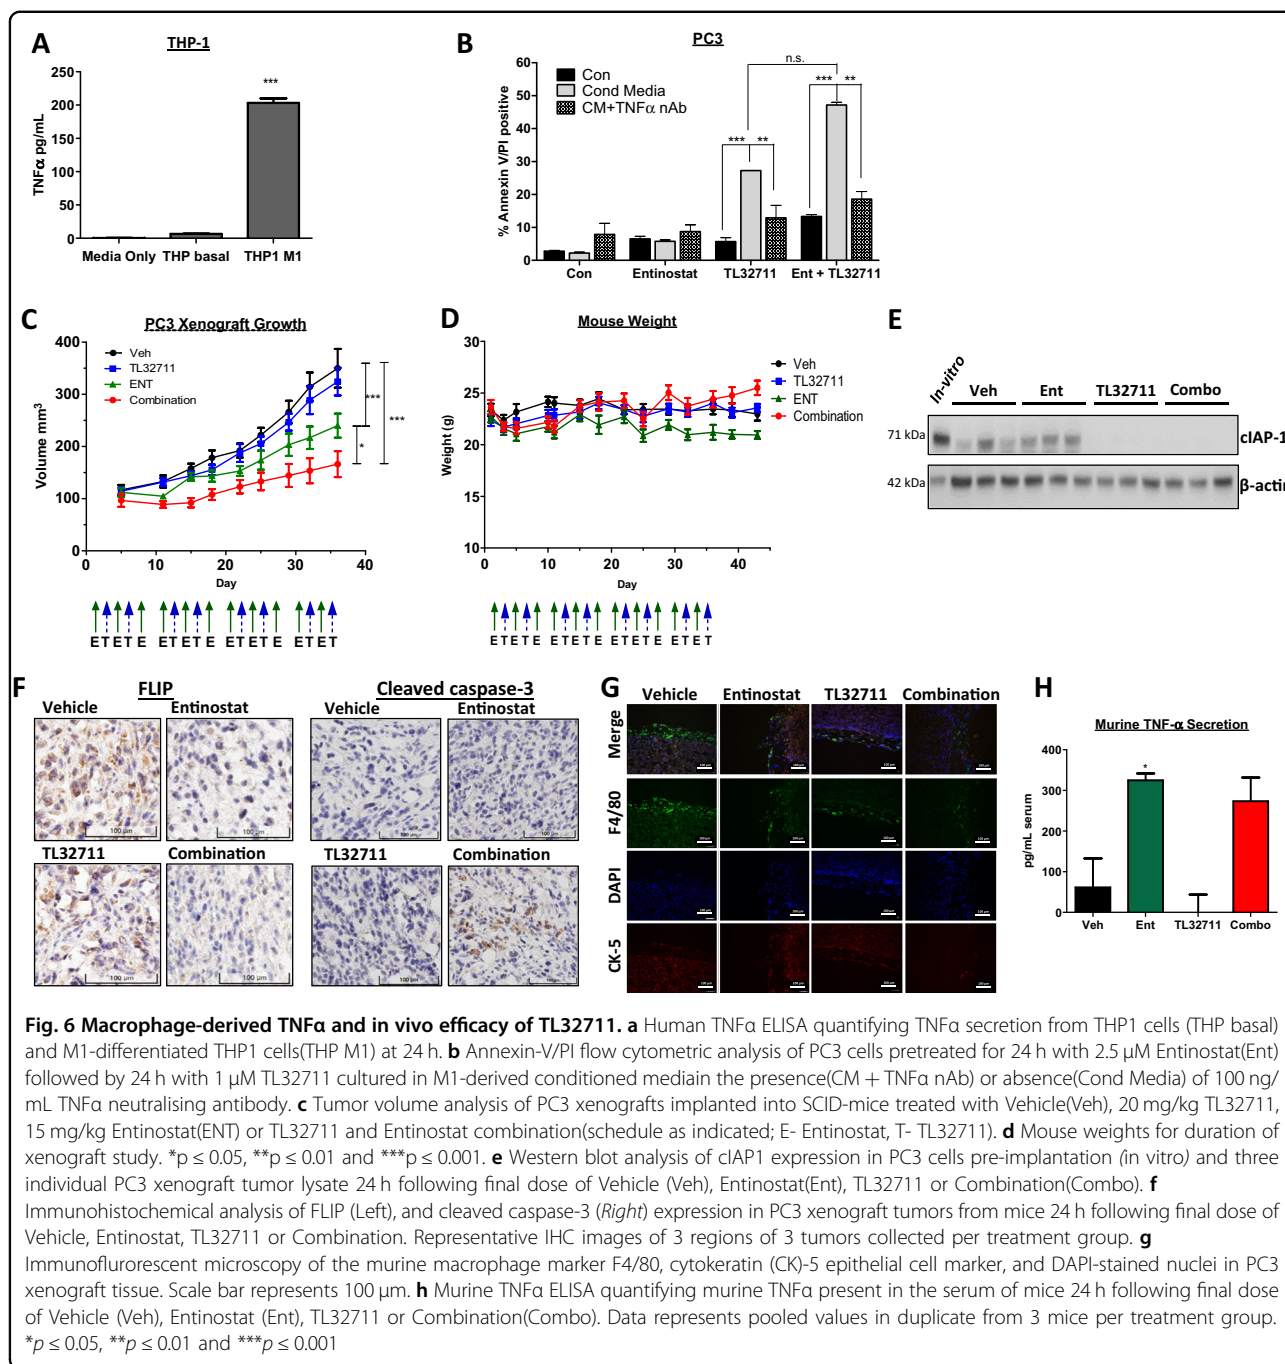 A
THP-1
TNFα pg/mL
250
200
150
100
50
0
***
Media Only THP basal THP1 M1
B
PC3
Con
Cond Media
CM+TNFα nAb
% Annexin V/PI positive
60
50
40
30
20
10
0
*** **
n.s.
*** **
Con Entinostat TL32711 Ent + TL32711
C
PC3 Xenograft Growth
Veh
TL32711
ENT
Combination
Volume mm³
400
300
200
100
0
0 10 20 30 40
Day
***
*
***
E T E T E E T E T E E T E T E E T E T
D
Mouse Weight
Veh
TL32711
ENT
Combination
Weight (g)
30
25
20
15
10
0 10 20 30 40
Day
E T E T E E T E T E E T E T E E T E T
E
In-vitro
Veh Ent TL32711 Combo
71 kDa
cIAP-1
42 kDa
β-actin
F
FLIP
Cleaved caspase-3
Vehicle Entinostat Vehicle Entinostat
100 µm 100 µm 100 µm 100 µm
TL32711 Combination TL32711 Combination
100 µm 100 µm 100 µm 100 µm
G
Vehicle Entinostat TL32711 Combination
Merge
F4/80
DAPI
CK-5
H
Murine TNF-α Secretion
pg/mL serum
400
300
200
100
0
*
Veh Ent TL32711 Combo
Fig. 6 Macrophage-derived TNFα and in vivo efficacy of TL32711. a Human TNFα ELISA quantifying TNFα secretion from THP1 cells (THP basal)
and M1-differentiated THP1 cells(THP M1) at 24 h. b Annexin-V/PI flow cytometric analysis of PC3 cells pretreated for 24 h with 2.5 µM Entinostat(Ent)
followed by 24 h with 1 µM TL32711 cultured in M1-derived conditioned mediain the presence(CM + TNFα nAb) or absence(Cond Media) of 100 ng/
mL TNFα neutralising antibody. c Tumor volume analysis of PC3 xenografts implanted into SCID-mice treated with Vehicle(Veh), 20 mg/kg TL32711,
15 mg/kg Entinostat(ENT) or TL32711 and Entinostat combination(schedule as indicated; E- Entinostat, T- TL32711). d Mouse weights for duration of
xenograft study. *p ≤ 0.05, **p ≤ 0.01 and ***p ≤ 0.001. e Western blot analysis of cIAP1 expression in PC3 cells pre-implantation (in vitro) and three
individual PC3 xenograft tumor lysate 24 h following final dose of Vehicle (Veh), Entinostat(Ent), TL32711 or Combination(Combo). f
Immunohistochemical analysis of FLIP (Left), and cleaved caspase-3 (Right) expression in PC3 xenograft tumors from mice 24 h following final dose of
Vehicle, Entinostat, TL32711 or Combination. Representative IHC images of 3 regions of 3 tumors collected per treatment group. g
Immunoflurorescent microscopy of the murine macrophage marker F4/80, cytokeratin (CK)-5 epithelial cell marker, and DAPI-stained nuclei in PC3
xenograft tissue. Scale bar represents 100 µm. h Murine TNFα ELISA quantifying murine TNFα present in the serum of mice 24 h following final dose
of Vehicle (Veh), Entinostat (Ent), TL32711 or Combination(Combo). Data represents pooled values in duplicate from 3 mice per treatment group.
*p ≤ 0.05, **p ≤ 0.01 and ***p ≤ 0.001